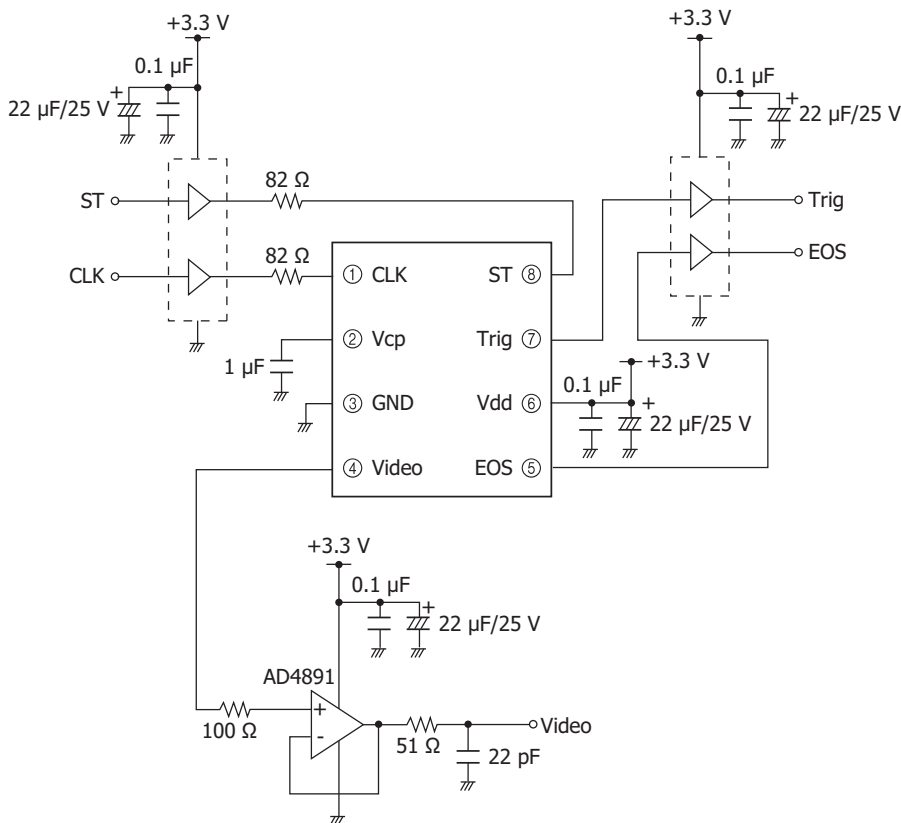 +3.3 V
+3.3 V
0.1 µF
0.1 µF
+
22 µF/25 V
+
22 µF/25 V
82 Ω
ST
Trig
82 Ω
EOS
CLK
① CLK
ST ⑧
② Vcp
Trig ⑦
1 µF
+3.3 V
0.1 µF
③ GND
Vdd ⑥
+
22 µF/25 V
④ Video
EOS ⑤
+3.3 V
0.1 µF
+
22 µF/25 V
AD4891
+
-
100 Ω
51 Ω
Video
22 pF